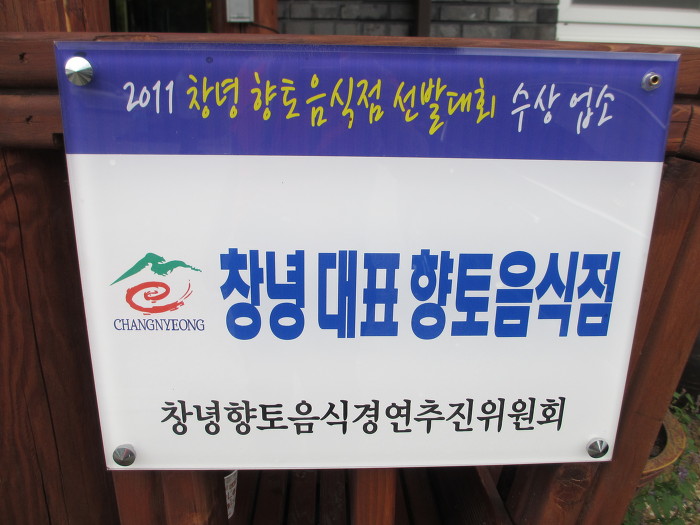 2011 창녕 향토음식점 선발대회 수상 업소
창녕 대표 향토음식점
CHANGNYEONG
창녕향토음식경연추진위원회